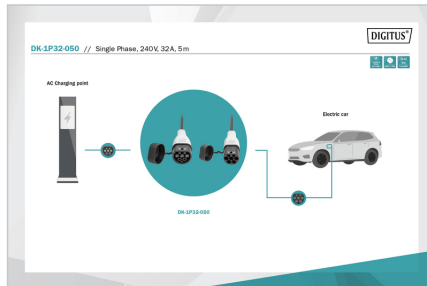 DIGITUS®
DK-1P32-050 // Single Phase, 240V, 32A, 5m
AC Charging point
Electric car
DK-1P32-050